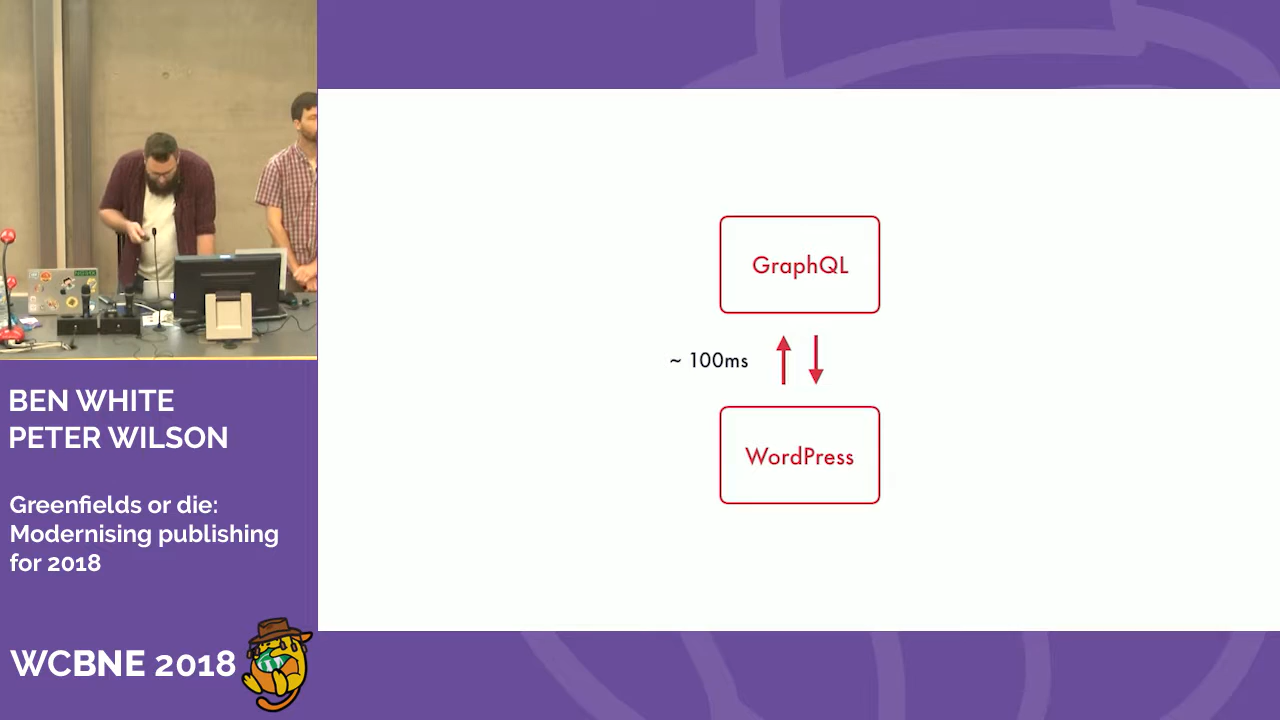 GraphQL
~ 100ms
WordPress
BEN WHITE
PETER WILSON
Greenfields or die:
Modernising publishing
for 2018
WCBNE 2018